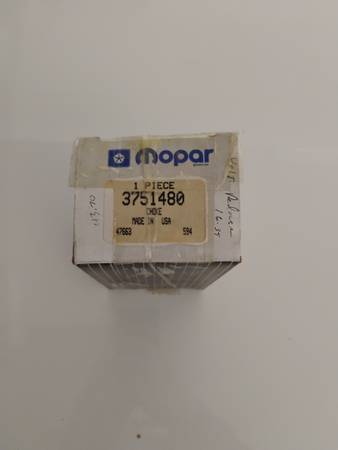 mopar
1 PIECE
3751480
CHOKE
MADE IN USA
47663 594